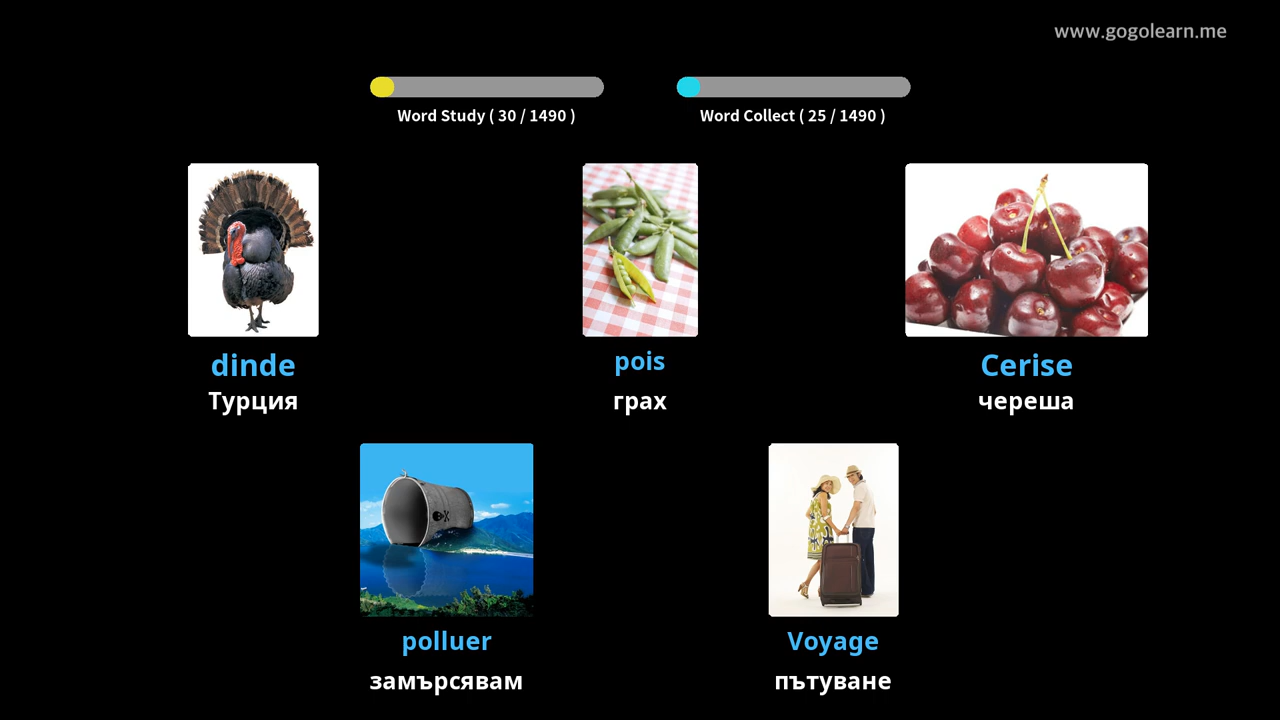 www.gogolearn.me
Word Study ( 30 / 1490 )
Word Collect ( 25 / 1490 )
dinde
Турция
pois
грах
Cerise
череша
polluer
замърсявам
Voyage
пътуване